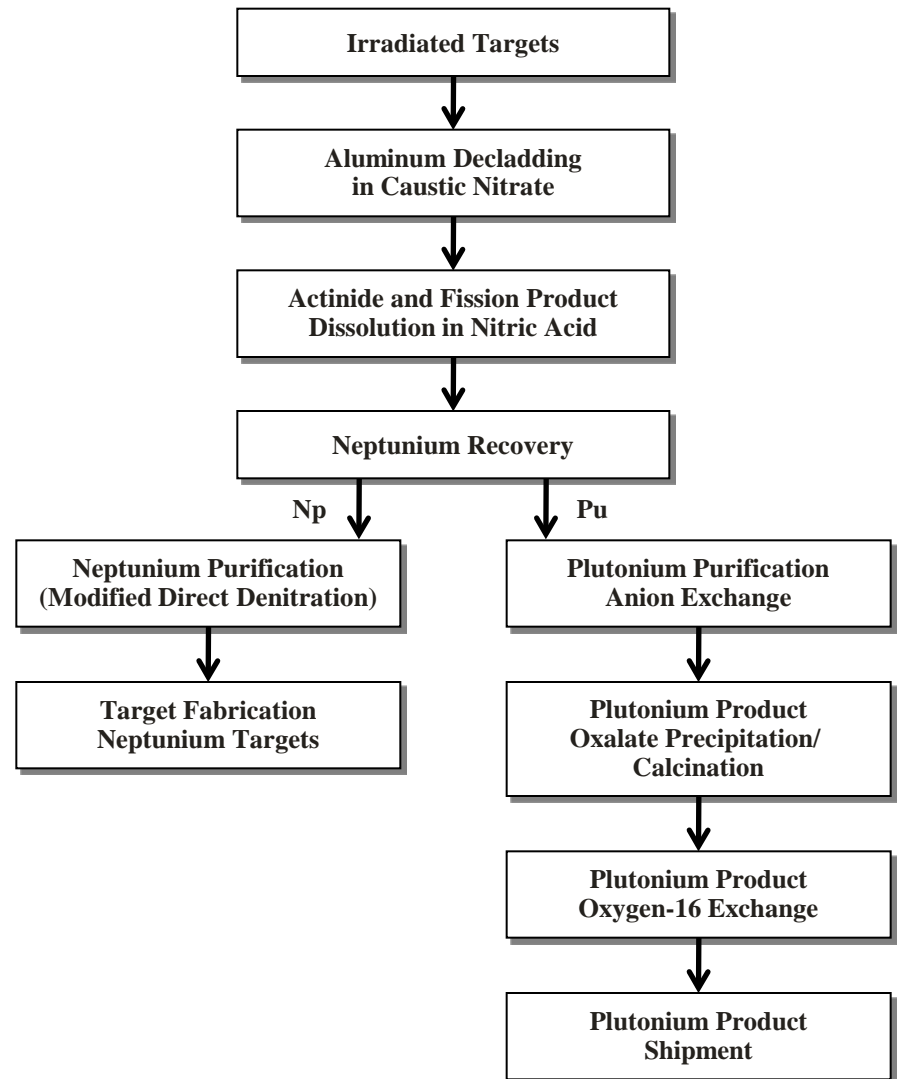 Irradiated Targets
Aluminum Decladding
in Caustic Nitrate
Actinide and Fission Product
Dissolution in Nitric Acid
Neptunium Recovery
Np
Pu
Neptunium Purification
(Modified Direct Denitration)
Plutonium Purification
Anion Exchange
Target Fabrication
Neptunium Targets
Plutonium Product
Oxalate Precipitation/
Calcination
Plutonium Product
Oxygen-16 Exchange
Plutonium Product
Shipment